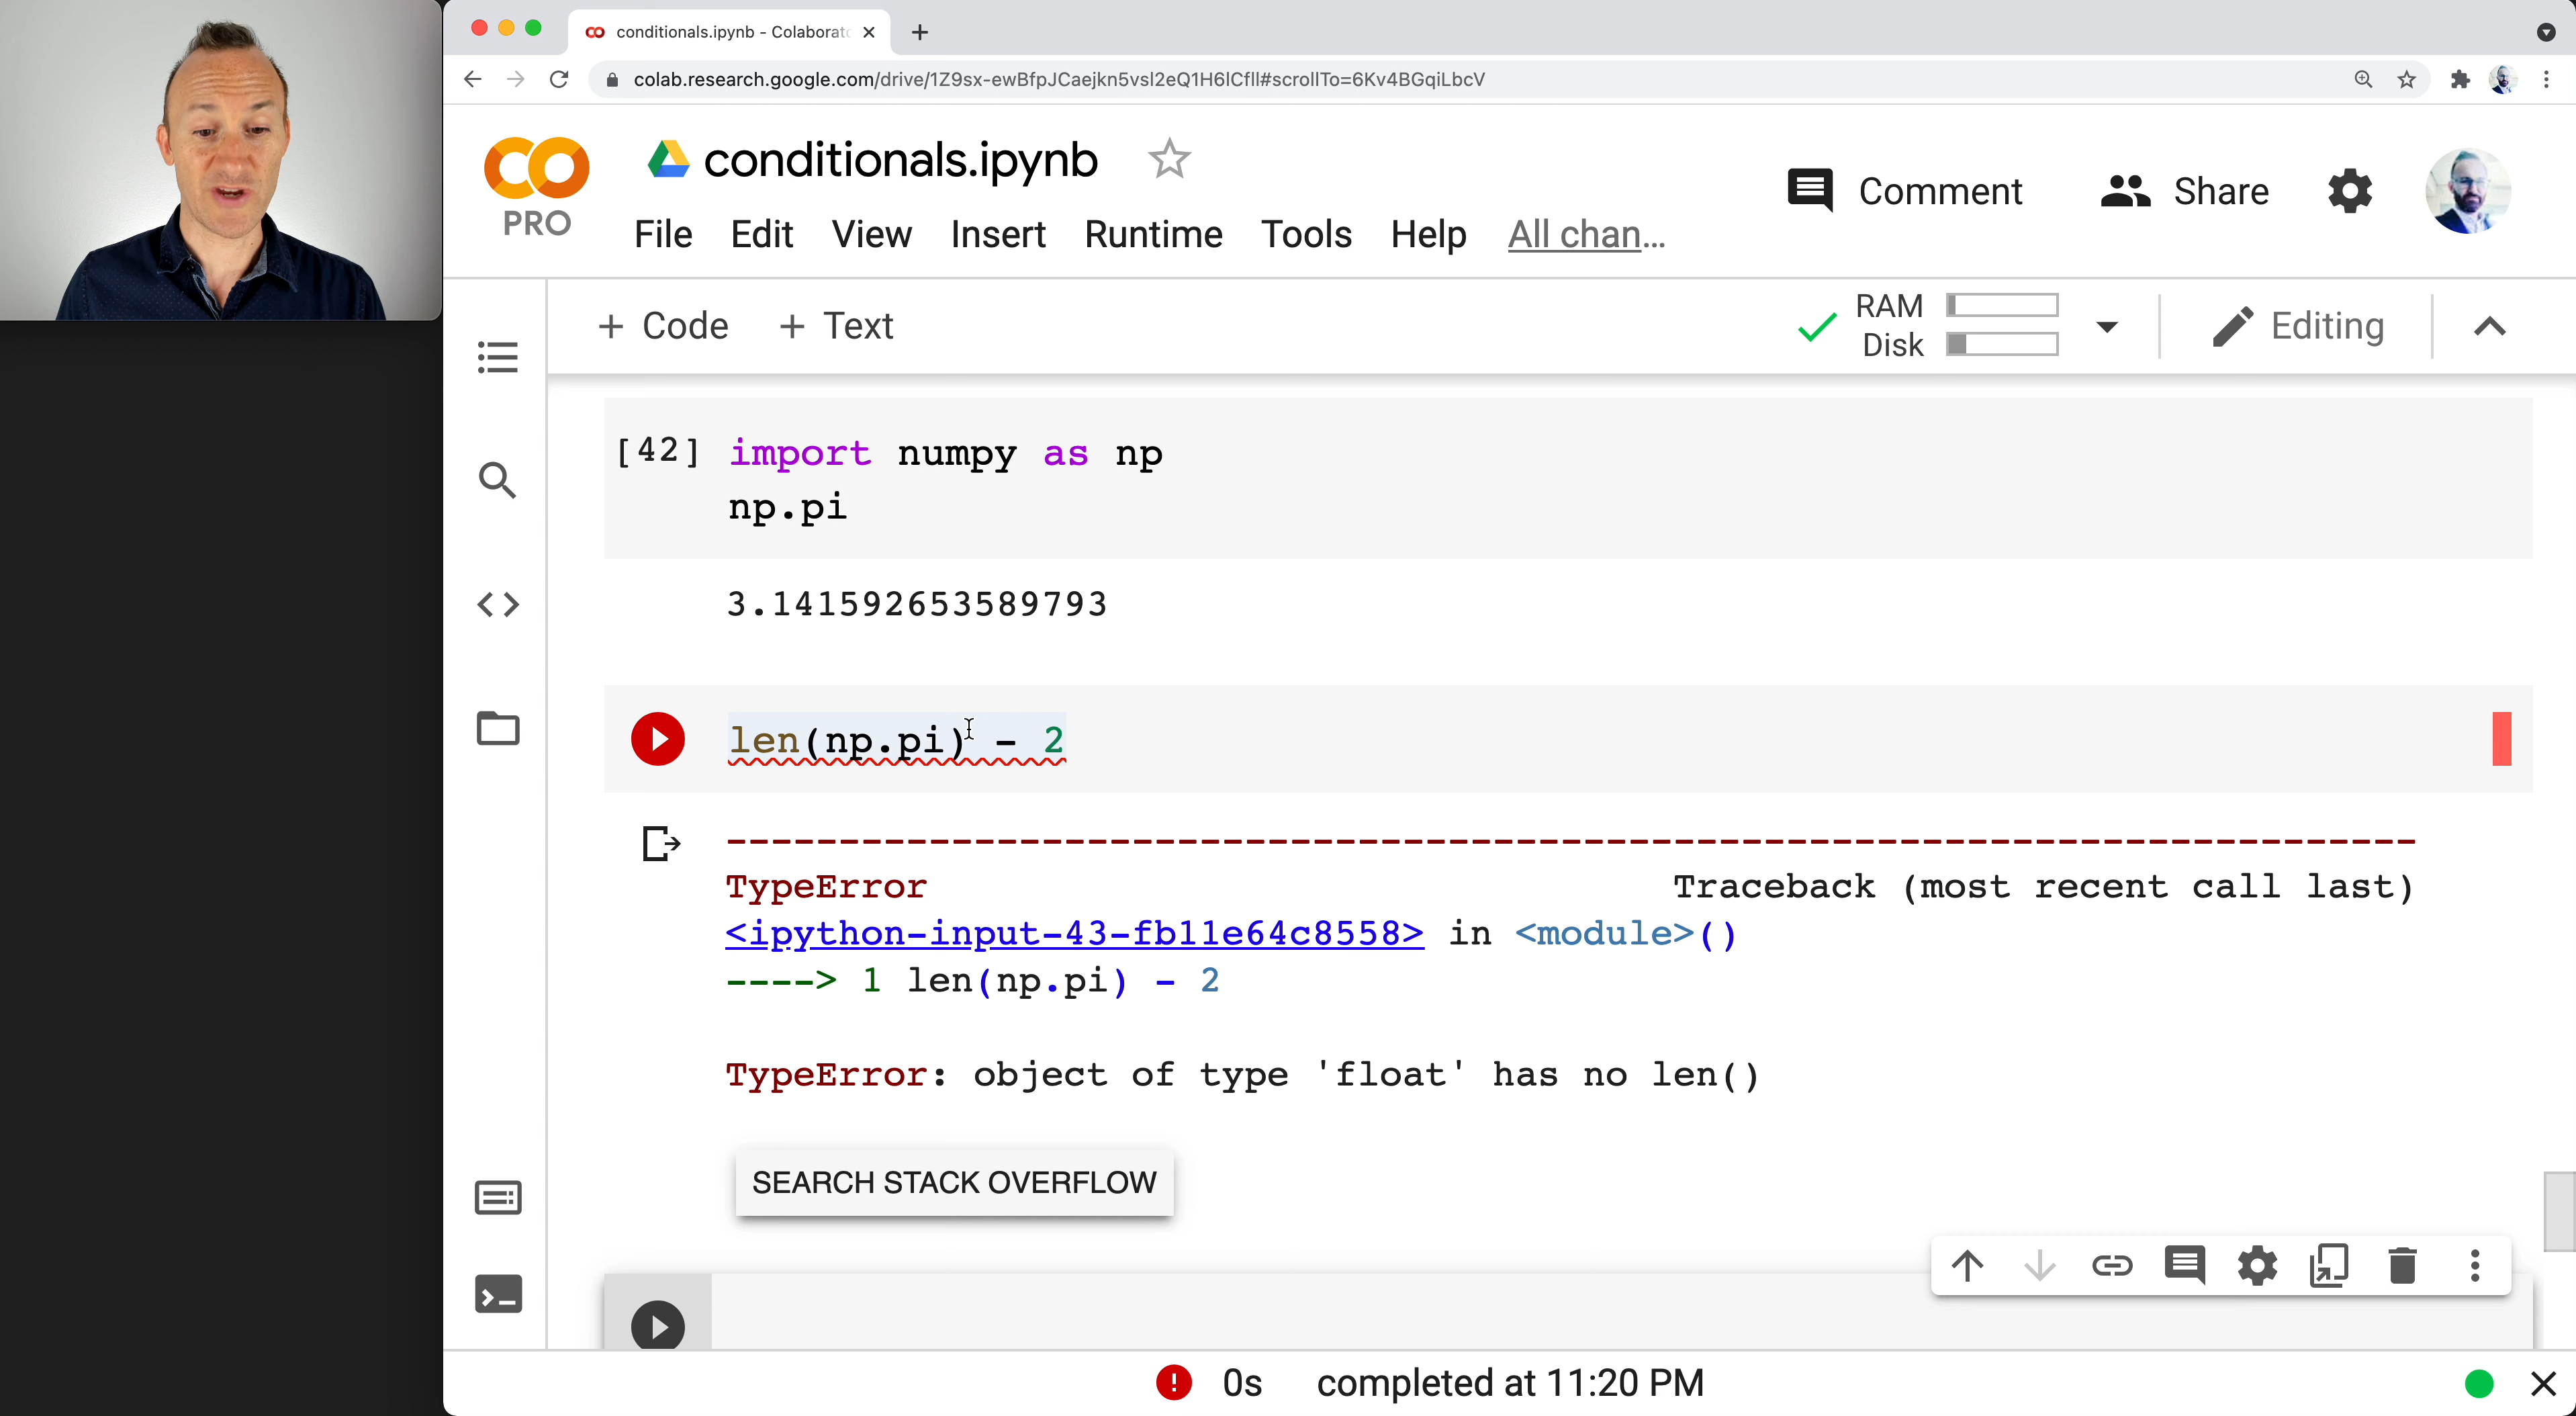 conditionals.ipynb - Colaborato
colab.research.google.com/drive/1Z9sx-ewBfpJCaejkn5vsl2eQ1H6lCfll#scrollTo=6Kv4BGqiLbcV
PRO
conditionals.ipynb
File Edit View Insert Runtime Tools Help All chan...
Comment Share
+ Code + Text
RAM
Disk
Editing
[42] import numpy as np
np.pi
3.141592653589793
len(np.pi) - 2
---------------------------------------------------------------------------
TypeError Traceback (most recent call last)
<ipython-input-43-fb11e64c8558> in <module>()
----> 1 len(np.pi) - 2
TypeError: object of type 'float' has no len()
SEARCH STACK OVERFLOW
0s completed at 11:20 PM